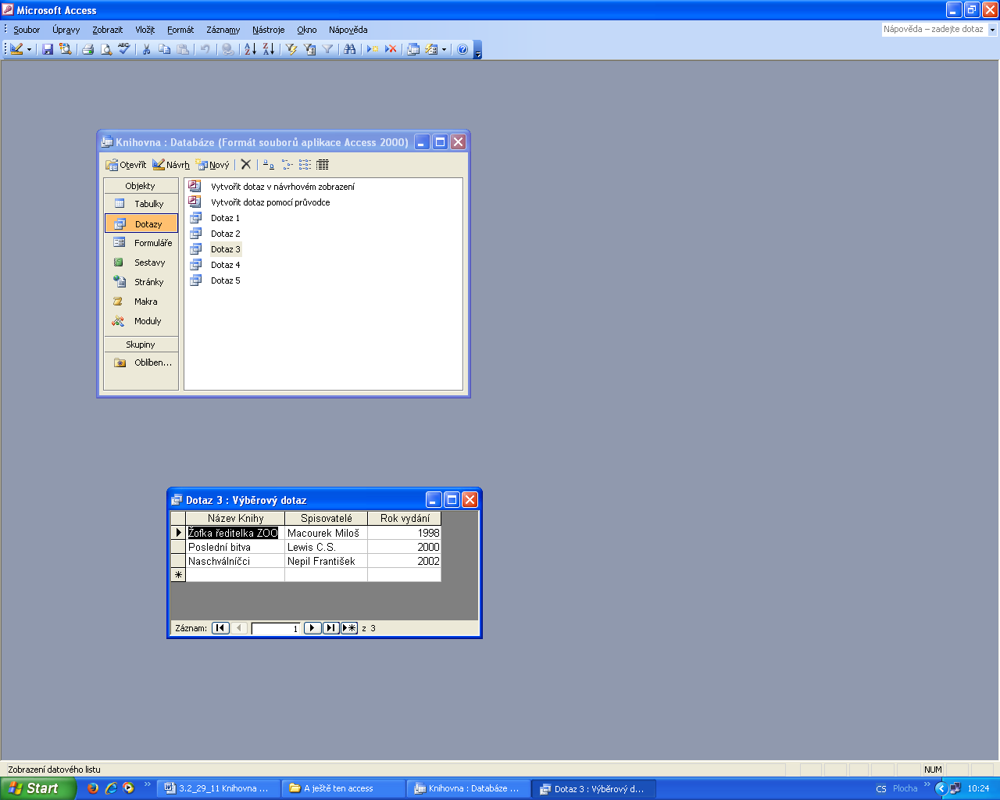 Microsoft Access
Soubor Úpravy Zobrazit Vložit Formát Záznamy Nástroje Okno Nápověda Nápověda – zadejte dotaz
Knihovna : Databáze (Formát souborů aplikace Access 2000)
Otevřít Návrh Nový
Objekty
Tabulky
Dotazy
Formuláře
Sestavy
Stránky
Makra
Moduly
Skupiny
Oblíben...
Vytvořit dotaz v návrhovém zobrazení
Vytvořit dotaz pomocí průvodce
Dotaz 1
Dotaz 2
Dotaz 3
Dotaz 4
Dotaz 5
Dotaz 3 : Výběrový dotaz
Název Knihy Spisovatelé Rok vydání
Žofka ředitelka ZOO Macourek Miloš 1998
Poslední bitva Lewis C.S. 2000
Naschválníčci Nepil František 2002
Záznam: 1 z 3
Zobrazení datového listu NUM
Start 3.2_29_11 Knihovna ... A ještě ten access Knihovna : Databáze ... Dotaz 3 : Výběrový d... CS Plocha 10:24